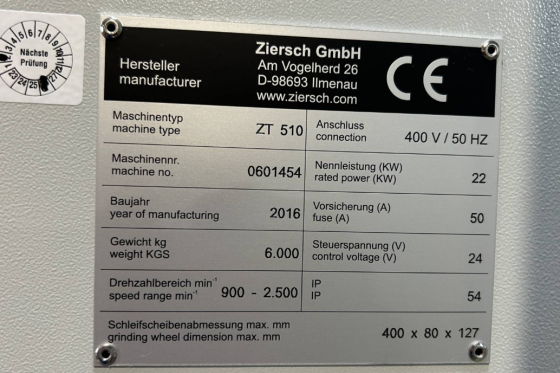 Nächste
Prüfung
Hersteller
manufacturer
Ziersch GmbH
Am Vogelherd 26
D-98693 Ilmenau
www.ziersch.com
CE
Maschinentyp
machine type
ZT 510
Anschluss
connection
400 V / 50 HZ
Maschinennr.
machine no.
0601454
Nennleistung (KW)
rated power (KW)
22
Baujahr
year of manufacturing
2016
Vorsicherung (A)
fuse (A)
50
Gewicht kg
weight KGS
6.000
Steuerspannung (V)
control voltage (V)
24
Drehzahlbereich min⁻¹
speed range min⁻¹
900 - 2.500
IP
IP
54
Schleifscheibenabmessung max. mm
grinding wheel dimension max. mm
400 x 80 x 127